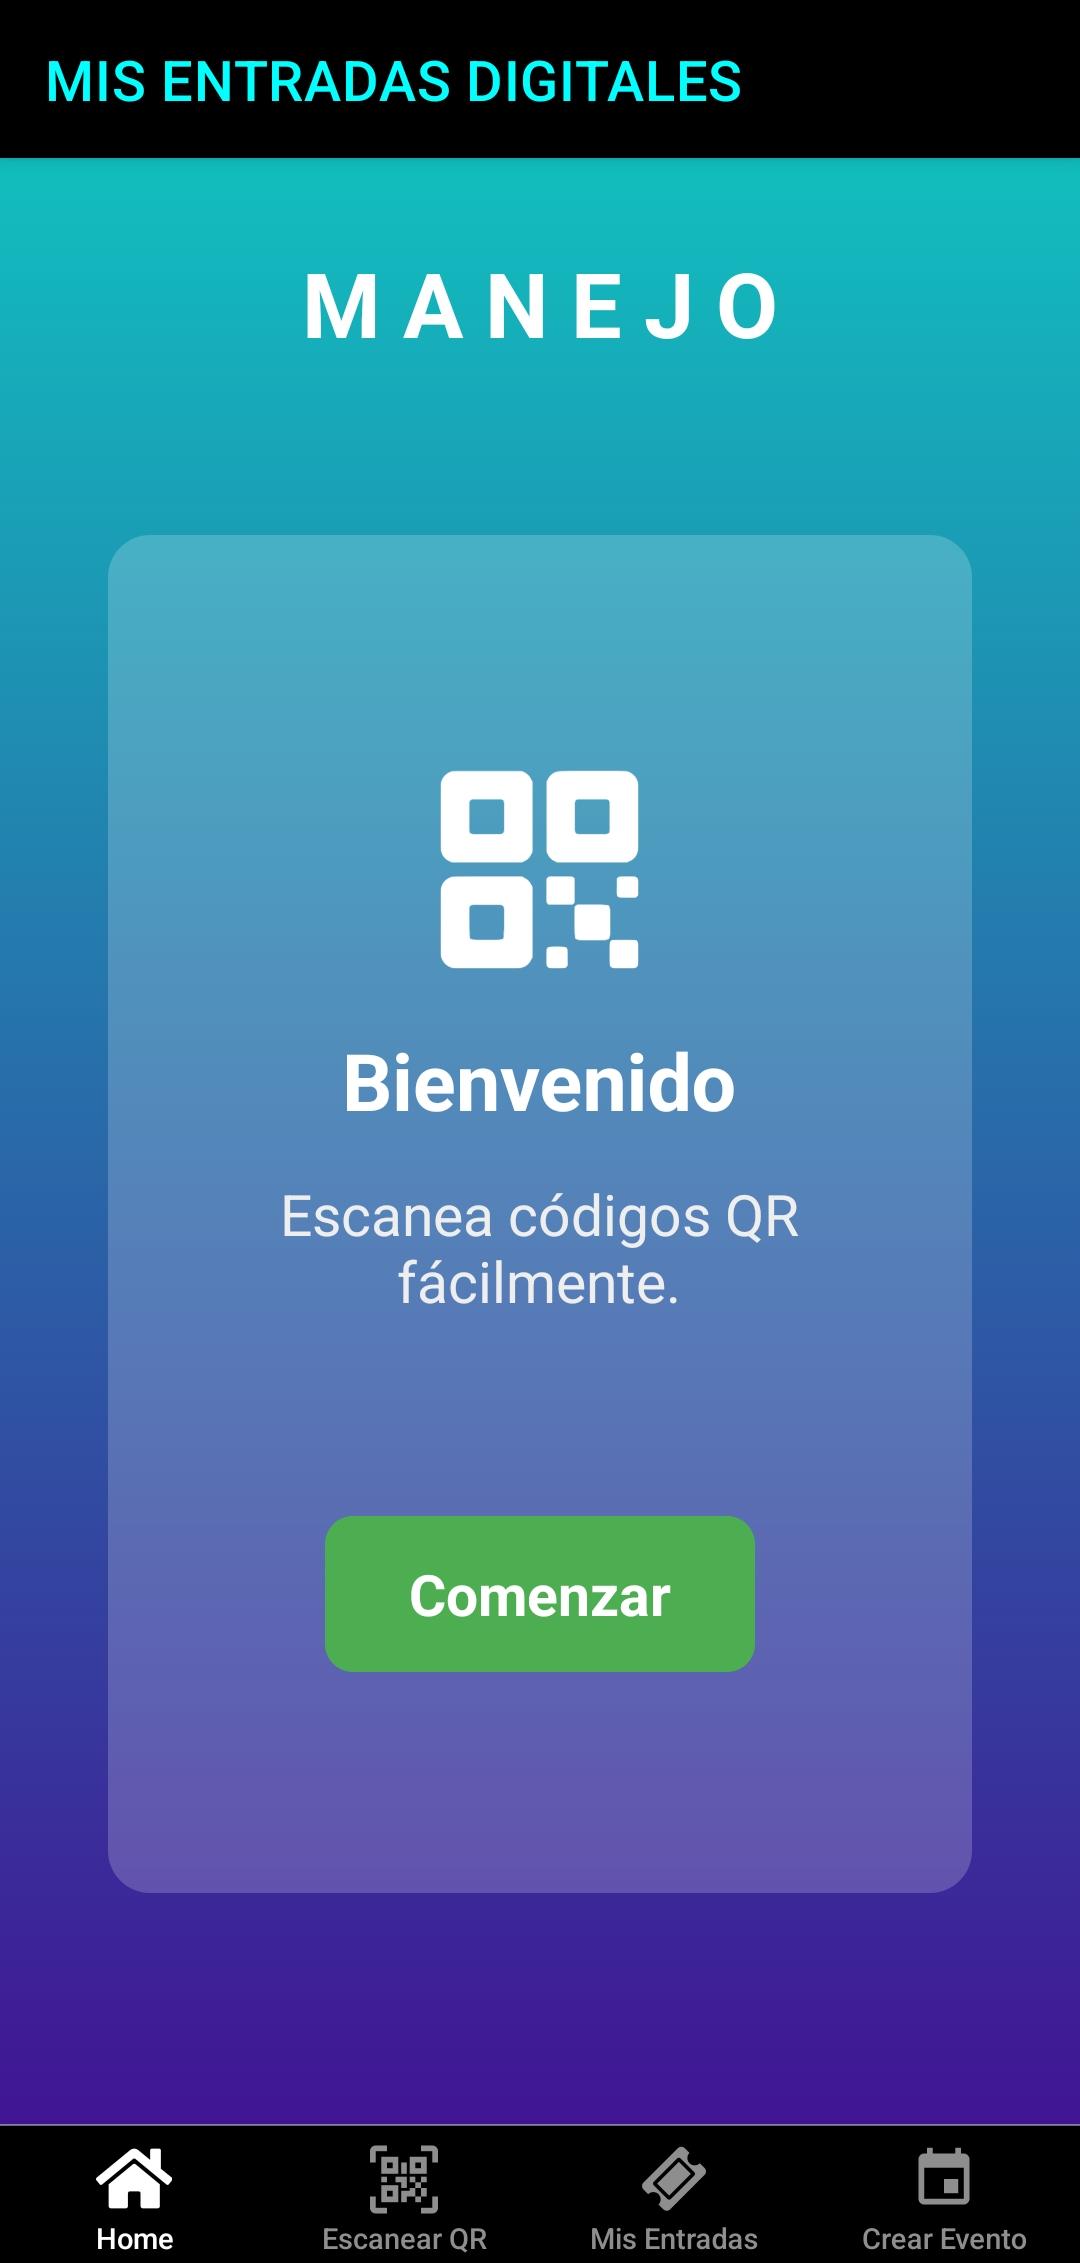 MIS ENTRADAS DIGITALES
MANEJO
Bienvenido
Escanea códigos QR
fácilmente.
Comenzar
Home
Escanear QR
Mis Entradas
Crear Evento